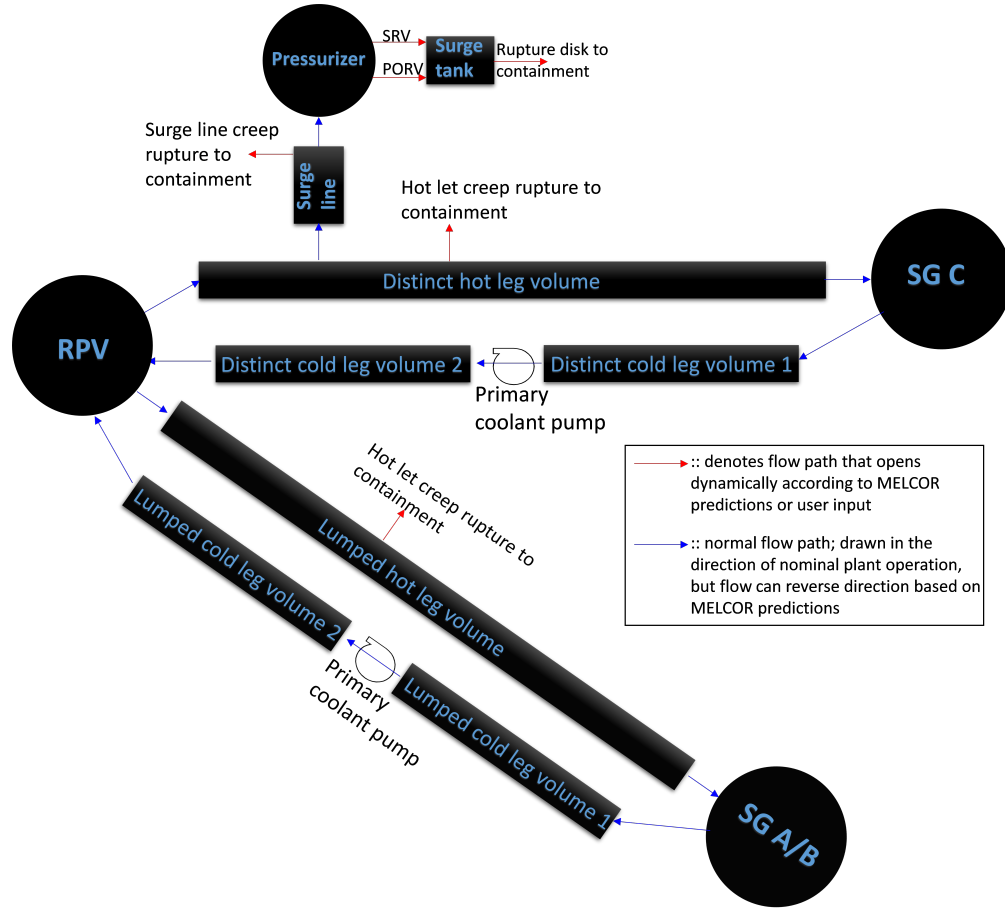 SRV
Pressurizer
PORV
Surge
tank
Rupture disk to
containment
Surge line creep
rupture to
containment
Surge
line
Hot let creep rupture to
containment
Distinct hot leg volume
SG C
RPV
Distinct cold leg volume 2
Distinct cold leg volume 1
Primary
coolant pump
Hot let creep rupture to
containment
Lumped hot leg volume
Lumped cold leg volume 2
Primary
coolant pump
Lumped cold leg volume 1
SG A/B
:: denotes flow path that opens
dynamically according to MELCOR
predictions or user input
:: normal flow path; drawn in the
direction of nominal plant operation,
but flow can reverse direction based on
MELCOR predictions